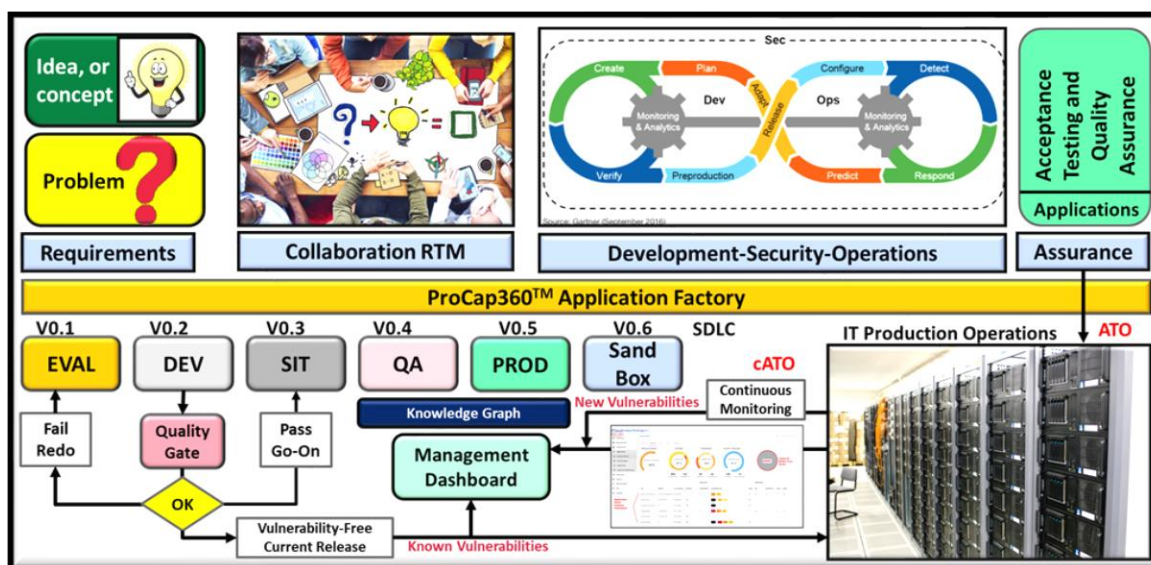 Idea, or
concept
Problem
Requirements
Collaboration RTM
Sec
Create
Plan
Configure
Detect
Dev
Adapt
Ops
Monitoring
& Analytics
Release
Monitoring
& Analytics
Verify
Preproduction
Predict
Respond
Source: Gartner (September 2016)
Development-Security-Operations
Acceptance
Testing and
Quality
Assurance
Applications
Assurance
ProCap360TM Application Factory
V0.1
V0.2
V0.3
V0.4
V0.5
V0.6
SDLC
EVAL
DEV
SIT
QA
PROD
Sand
Box
IT Production Operations
ATO
cATO
Continuous
Monitoring
New Vulnerabilities
Knowledge Graph
Fail
Redo
Quality
Gate
Pass
Go-On
Management
Dashboard
OK
Vulnerability-Free
Current Release
Known Vulnerabilities